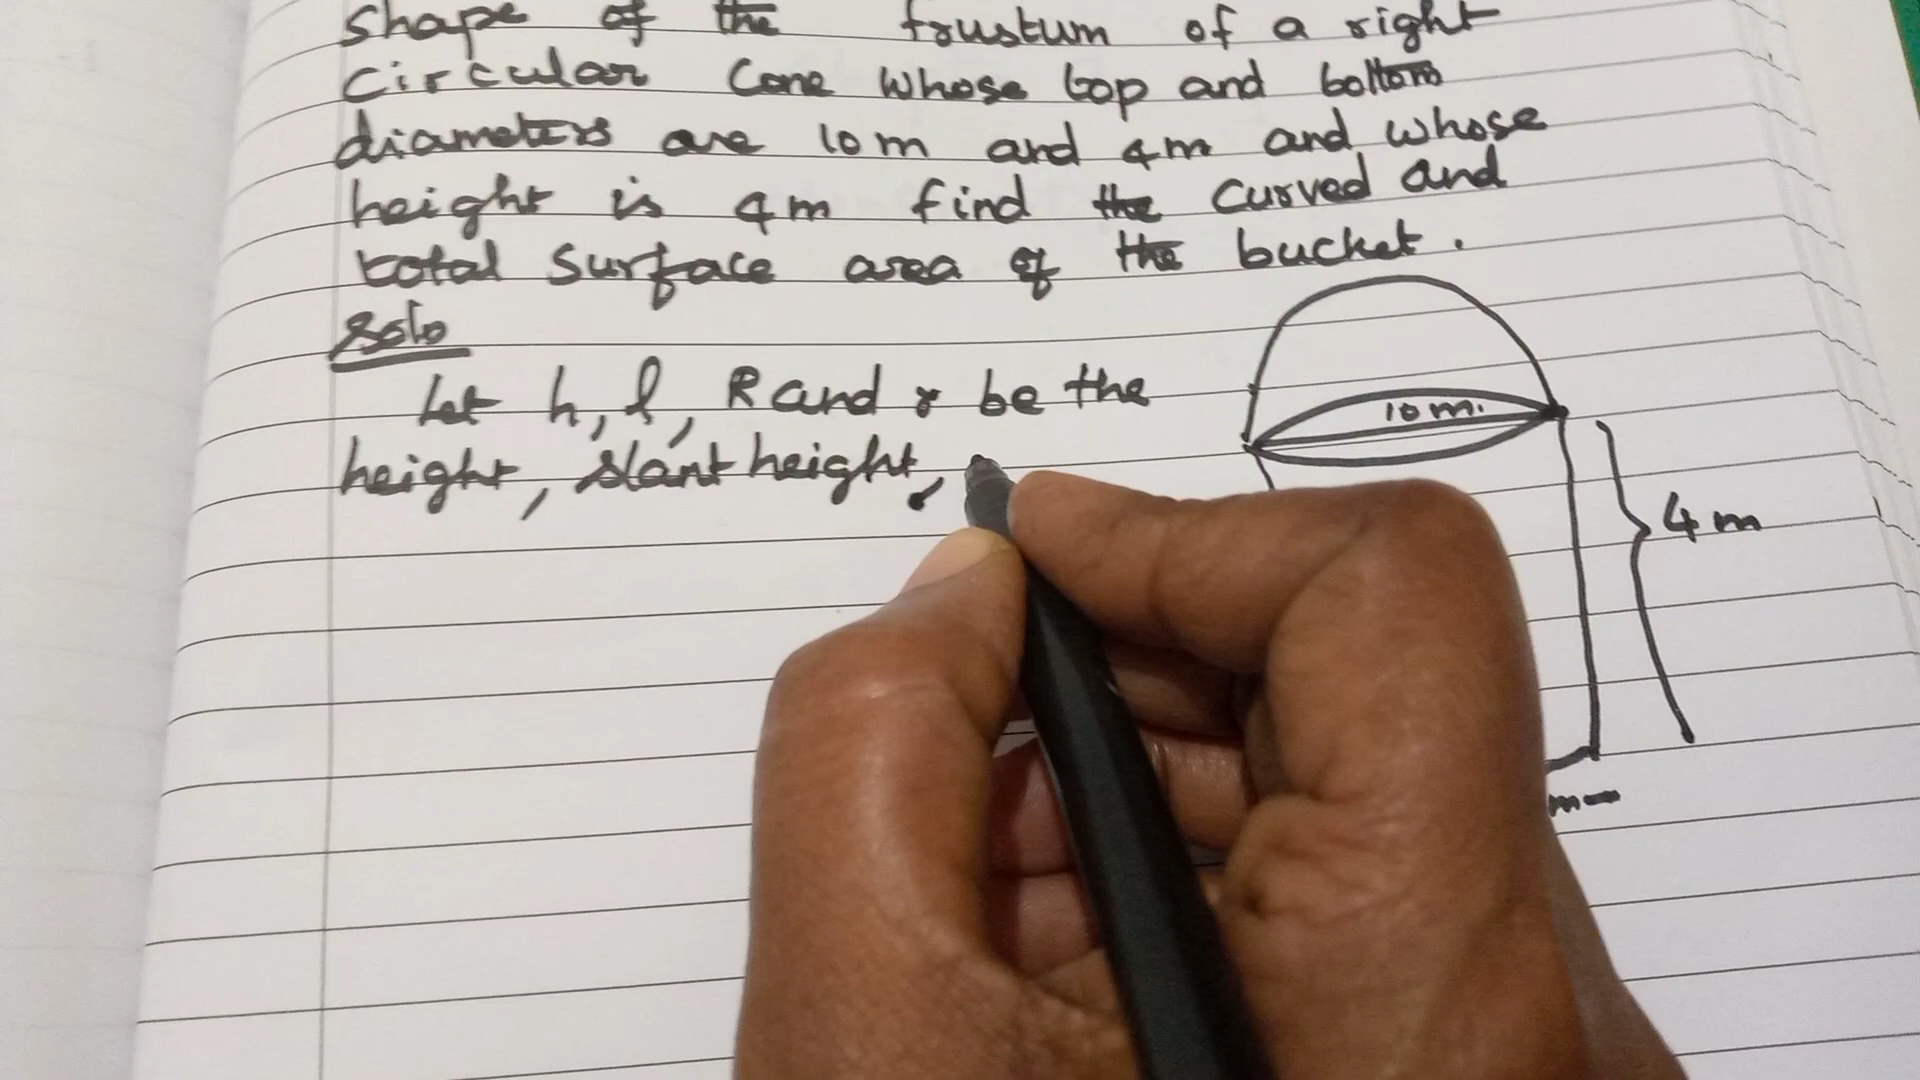 shape of the frustum of a right
circular cone whose top and bottom
diameters are 10m and 4m and whose
height is 4m find the curved and
total surface area of the bucket.
soln
Let h, l, R and r be the
height, slant height,
10 m.
4 m
m